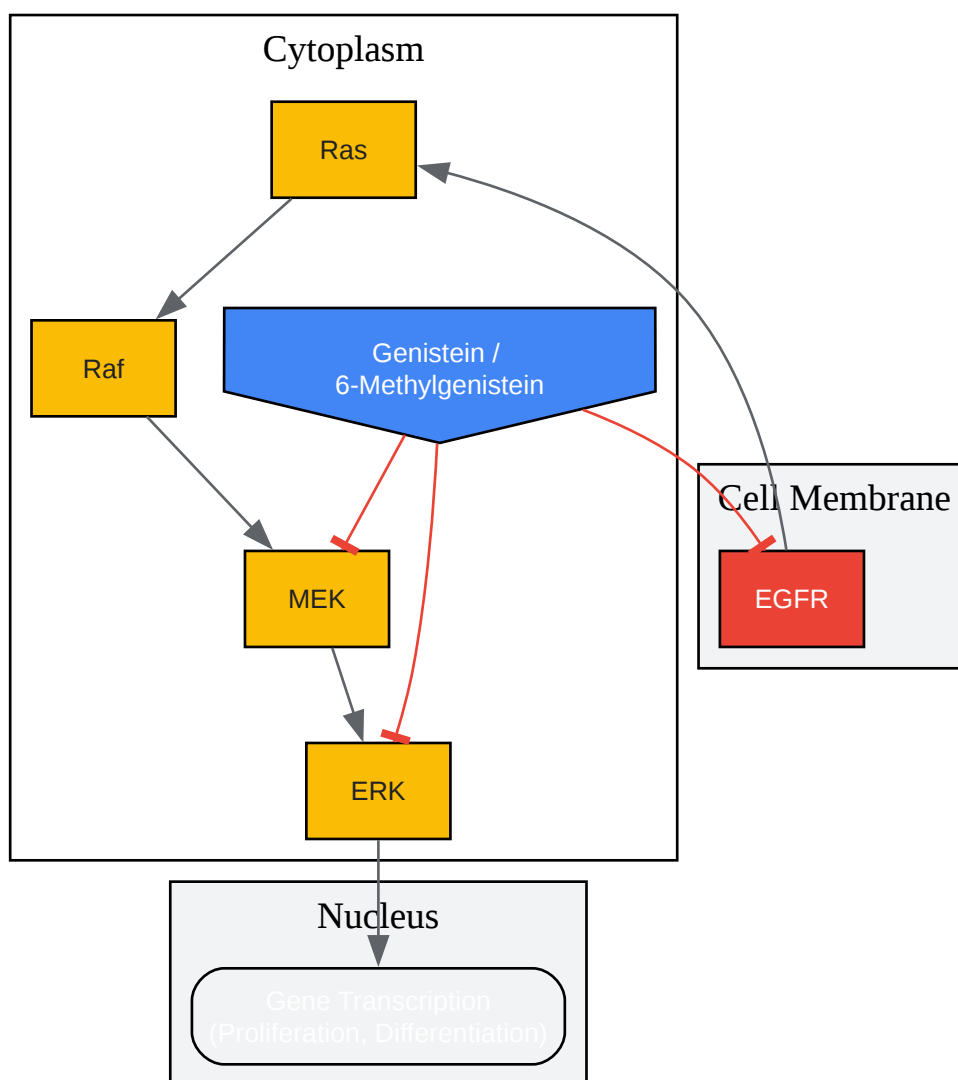 Cytoplasm
Ras
Genistein /
6-Methylgenistein
Raf
Cell Membrane
MEK
EGFR
ERK
Nucleus
Gene Transcription
(Proliferation, Differentiation)